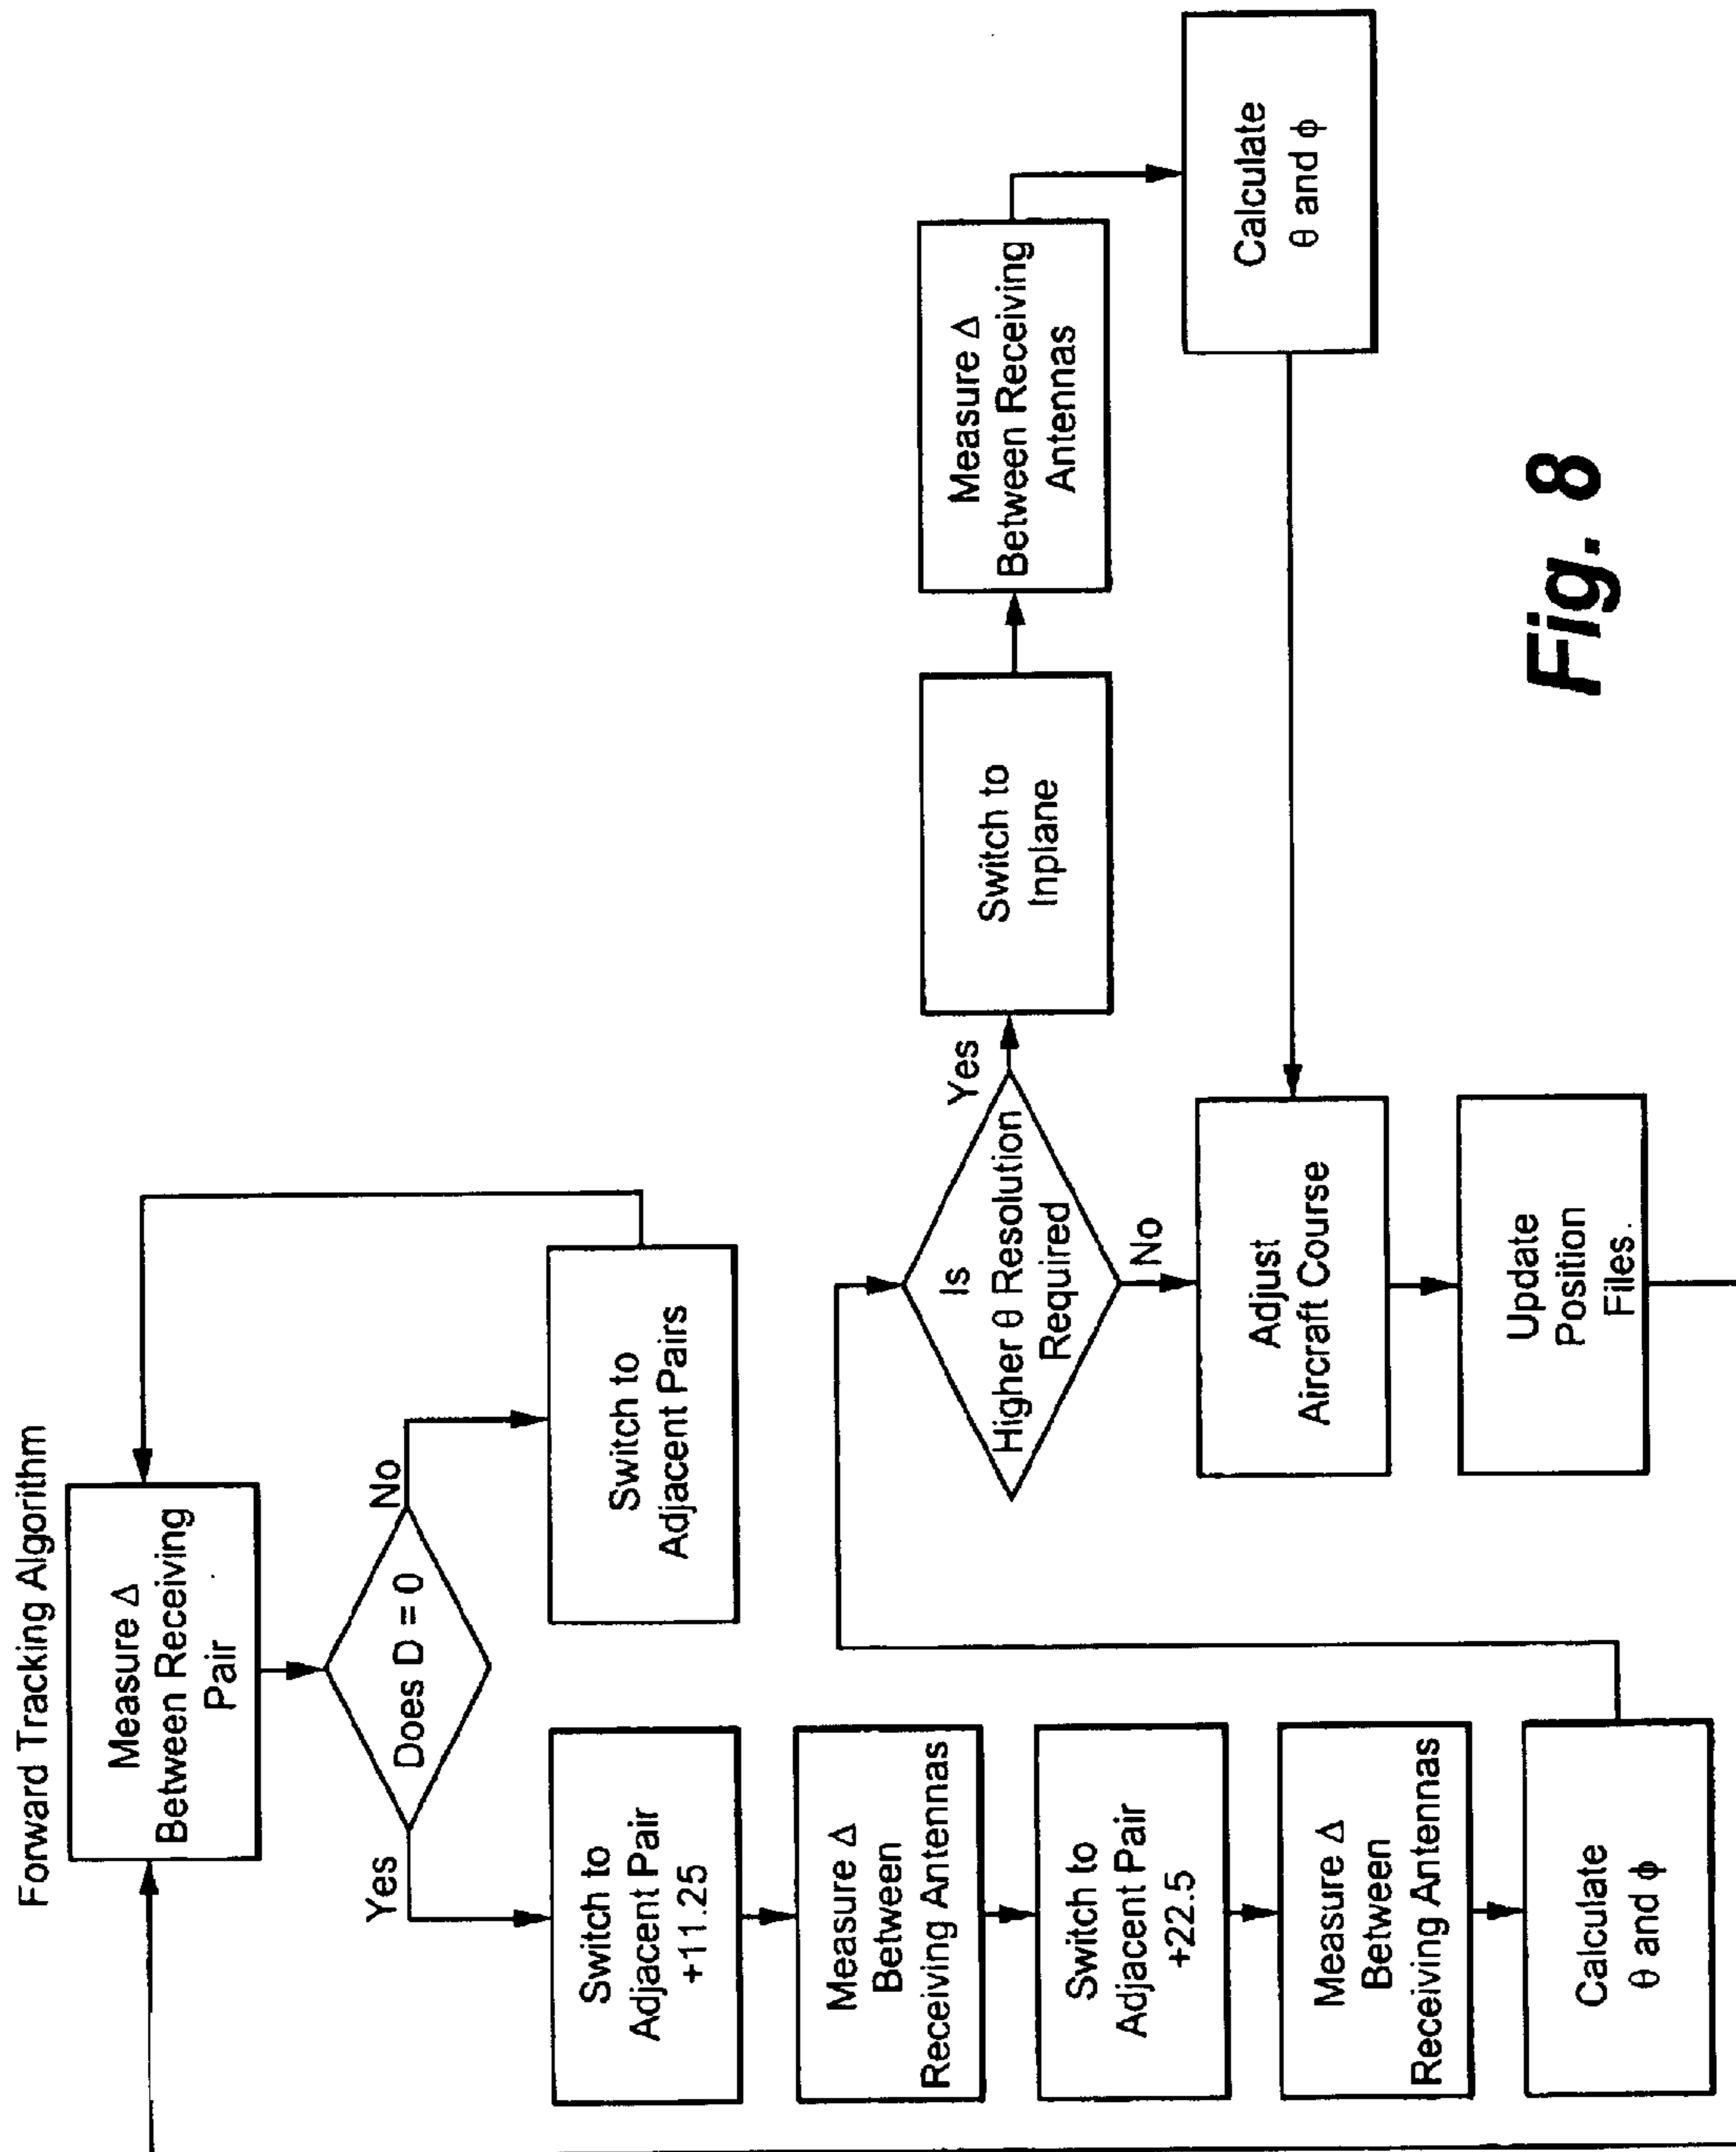 Forward Tracking Algorithm
Measure Δ
Between Receiving
Pair
Does D = 0
No
Switch to
Adjacent Pairs
Yes
Switch to
Adjacent Pair
+11.25
Measure Δ
Between
Receiving Antennas
Switch to
Adjacent Pair
+22.5
Measure Δ
Between
Receiving Antennas
Calculate
θ and ϕ
Is
Higher θ Resolution
Required
Yes
Switch to
Inplane
Measure Δ
Between Receiving
Antennas
Calculate
θ and ϕ
No
Adjust
Aircraft Course
Update
Position
Files.
Fig. 8